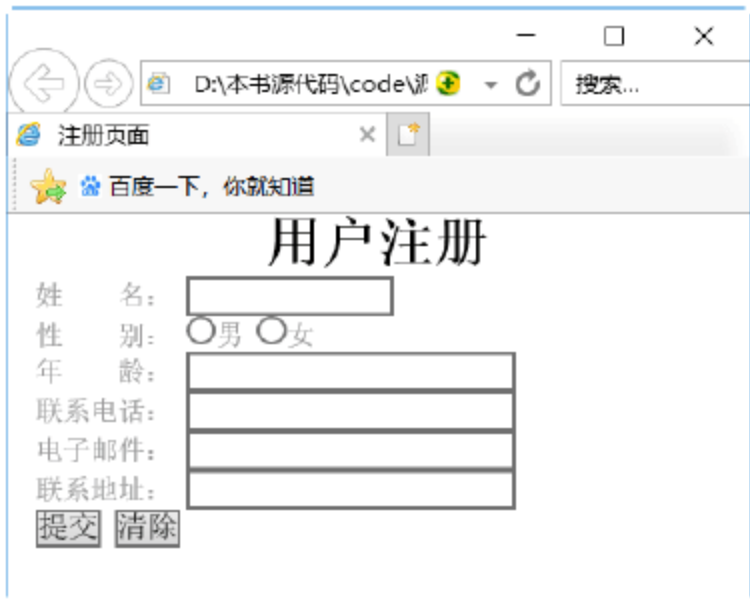 D:\本书源代码\code\源
搜索...
注册页面
百度一下，你就知道
用户注册
姓 名：
性 别： 男 女
年 龄：
联系电话：
电子邮件：
联系地址：
提交 清除